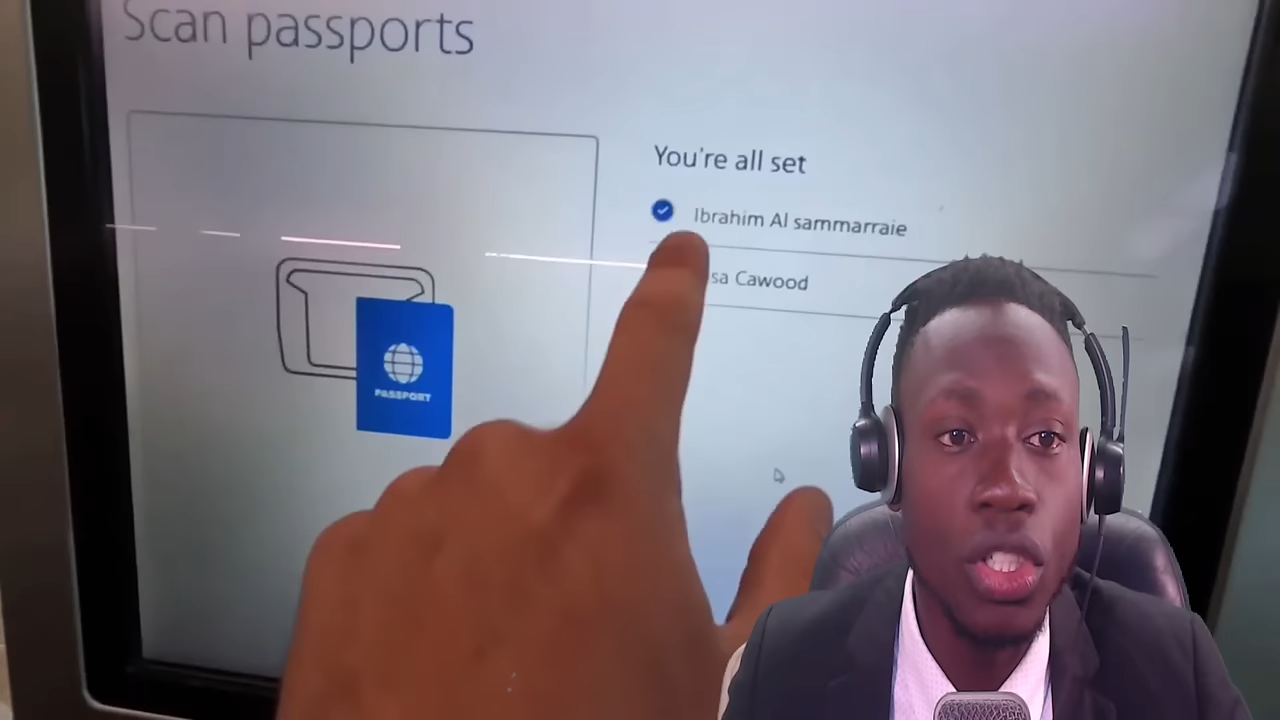 Scan passports
You're all set
Ibrahim Al sammarraie
sa Cawood
PASSPORT